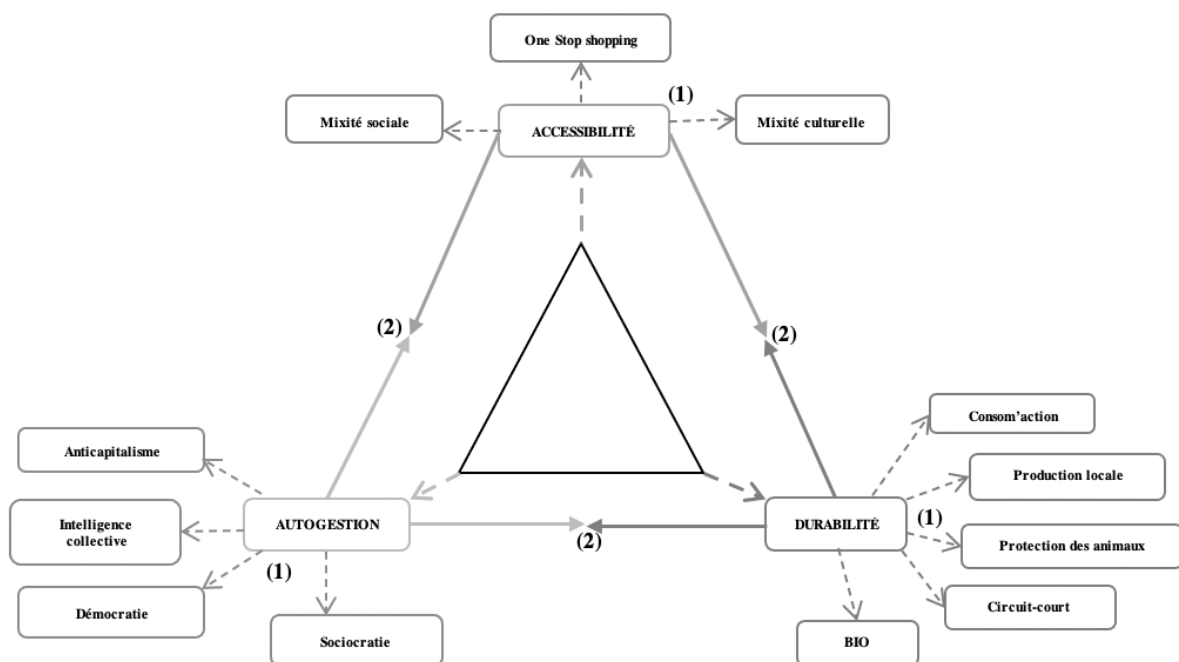 One Stop shopping
(1)
Mixité sociale
ACCESSIBILITÉ
Mixité culturelle
(2)
(2)
Consom’action
Anticapitalisme
Production locale
Intelligence
collective
AUTOGESTION
DURABILITÉ
(1)
(2)
Protection des animaux
(1)
Démocratie
Circuit-court
Sociocratie
BIO